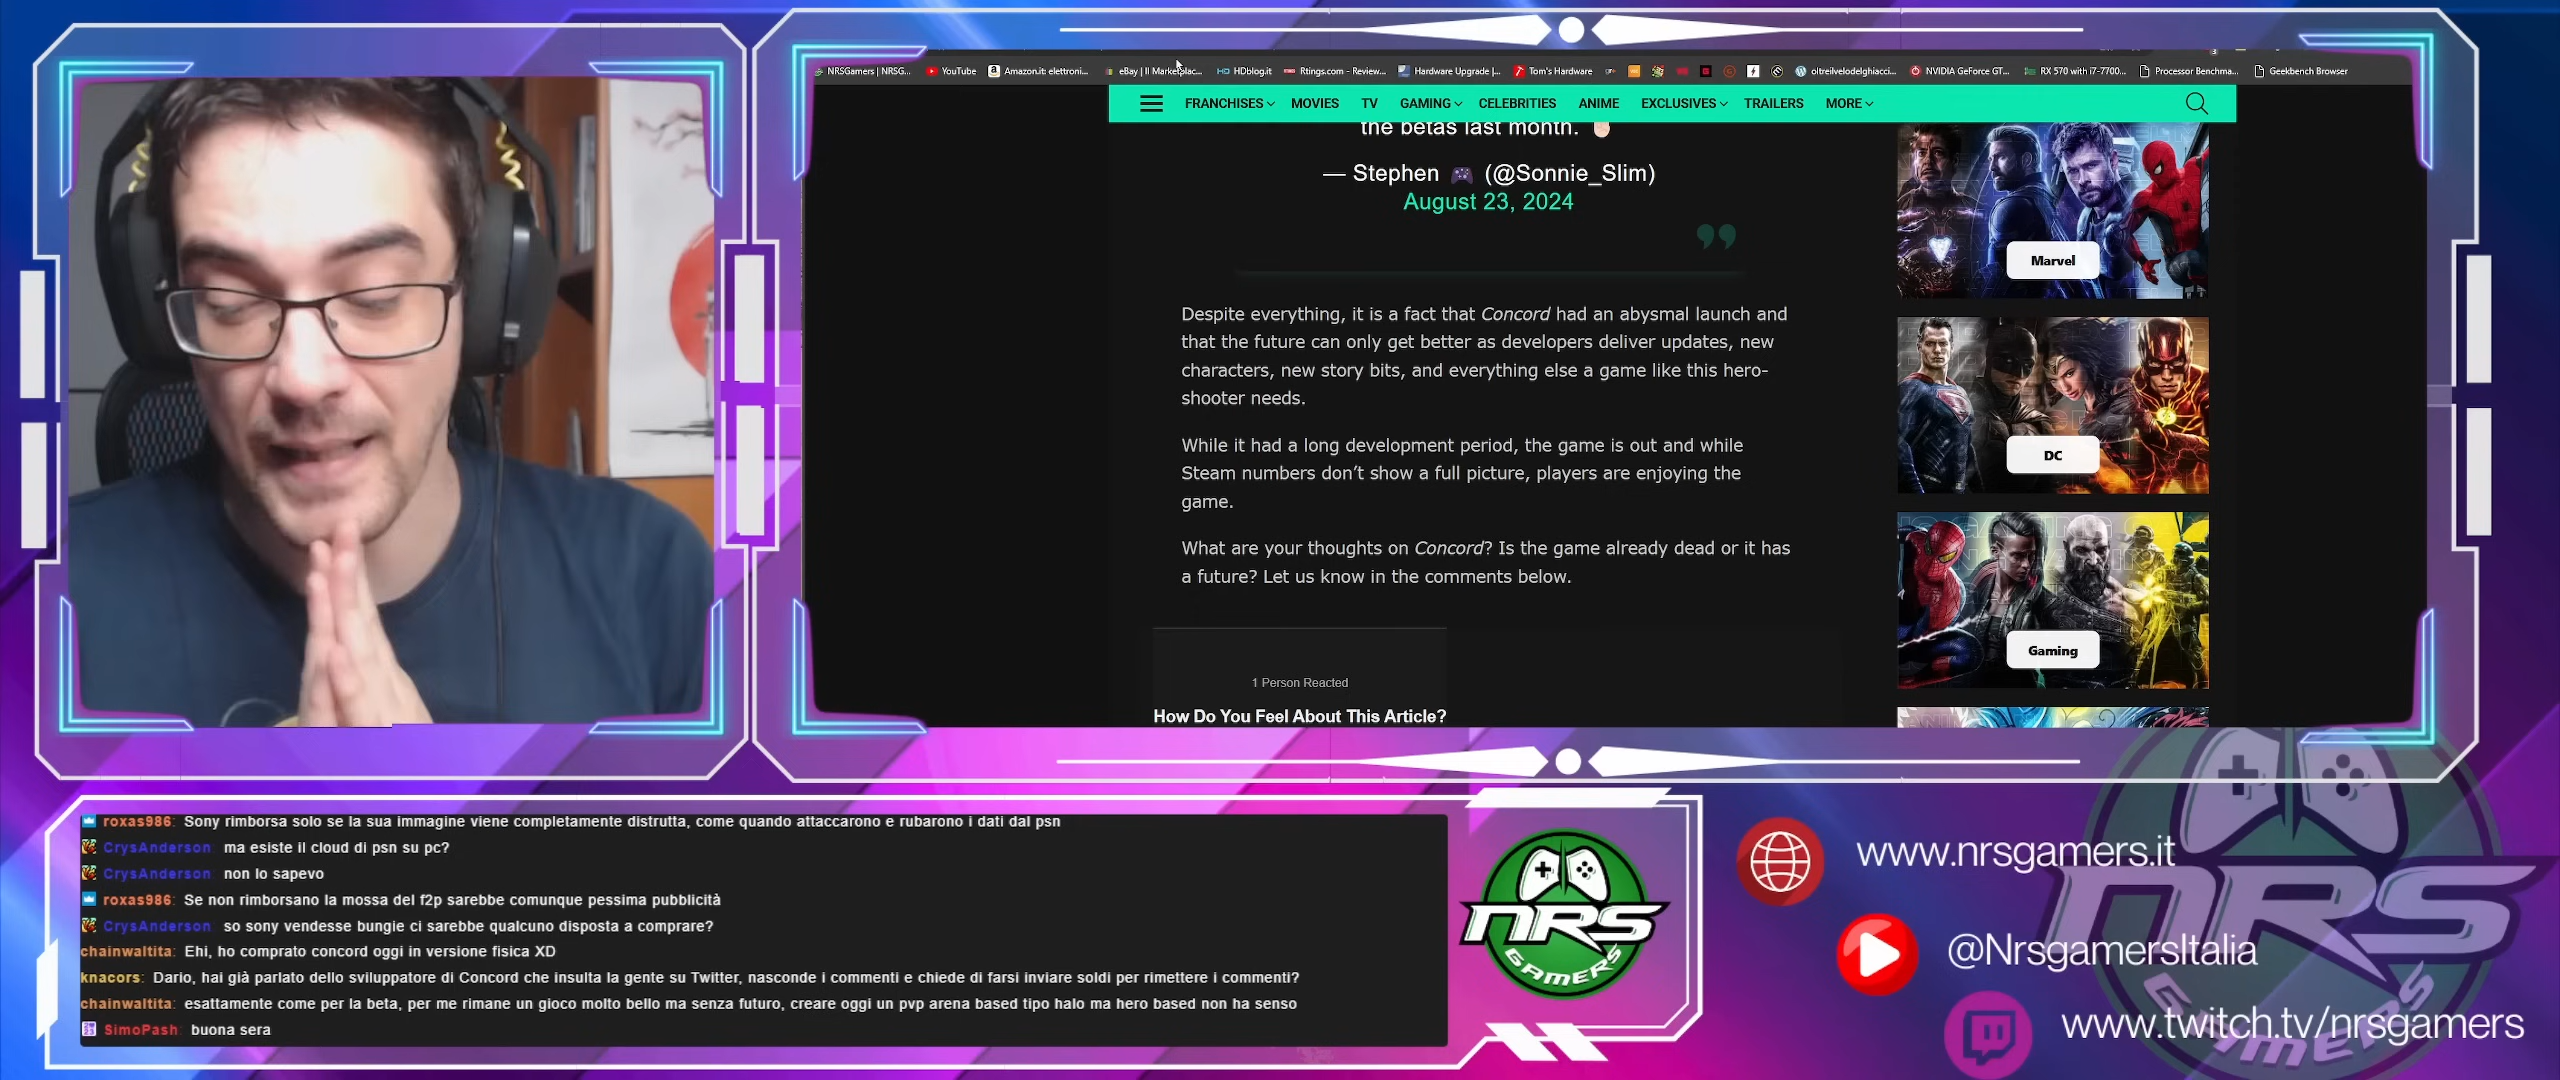 NRSGamers | NRSG...
YouTube
Amazon.it: elettroni...
eBay | Il Marketplac...
HDblog.it
Rtings.com - Review...
Hardware Upgrade |...
Tom's Hardware
oltreilvelodelghiacci...
NVIDIA GeForce GT...
RX 570 with i7-7700...
Processor Benchma...
Geekbench Browser
FRANCHISES
MOVIES
TV
GAMING
CELEBRITIES
ANIME
EXCLUSIVES
TRAILERS
MORE
the betas last month.
— Stephen 🎮 (@Sonnie_Slim)
August 23, 2024
”
Despite everything, it is a fact that Concord had an abysmal launch and
that the future can only get better as developers deliver updates, new
characters, new story bits, and everything else a game like this hero-
shooter needs.
While it had a long development period, the game is out and while
Steam numbers don’t show a full picture, players are enjoying the
game.
What are your thoughts on Concord? Is the game already dead or it has
a future? Let us know in the comments below.
1 Person Reacted
How Do You Feel About This Article?
Marvel
DC
Gaming
roxas986: Sony rimborsa solo se la sua immagine viene completamente distrutta, come quando attaccarono e rubarono i dati dal psn
CrysAnderson: ma esiste il cloud di psn su pc?
CrysAnderson: non lo sapevo
roxas986: Se non rimborsano la mossa del f2p sarebbe comunque pessima pubblicità
CrysAnderson: so sony vendesse bungie ci sarebbe qualcuno disposta a comprare?
chainwaltita: Ehi, ho comprato concord oggi in versione fisica XD
knacors: Dario, hai già parlato dello sviluppatore di Concord che insulta la gente su Twitter, nasconde i commenti e chiede di farsi inviare soldi per rimettere i commenti?
chainwaltita: esattamente come per la beta, per me rimane un gioco molto bello ma senza futuro, creare oggi un pvp arena based tipo halo ma hero based non ha senso
SimoPash: buona sera
NRS
GAMERS
www.nrsgamers.it
@NrsgamersItalia
www.twitch.tv/nrsgamers
NRS
GAMERS